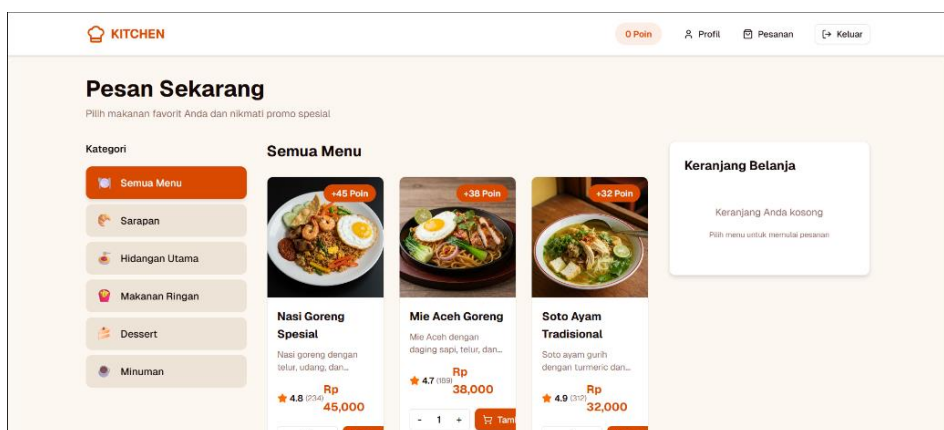 KITCHEN
0 Poin
Profil
Pesanan
Keluar
Pesan Sekarang
Pilih makanan favorit Anda dan nikmati promo spesial
Kategori
Semua Menu
Sarapan
Hidangan Utama
Makanan Ringan
Dessert
Minuman
Semua Menu
+45 Poin
Nasi Goreng
Spesial
Nasi goreng dengan
telur, udang, dan...
4.8 (234)
Rp
45,000
+38 Poin
Mie Aceh Goreng
Mie Aceh dengan
daging sapi, telur, dan...
4.7 (189)
Rp
38,000
- 1 +
Tam
+32 Poin
Soto Ayam
Tradisional
Soto ayam gurih
dengan turmeric dan...
4.9 (312)
Rp
32,000
Keranjang Belanja
Keranjang Anda kosong
Pilih menu untuk memulai pesanan